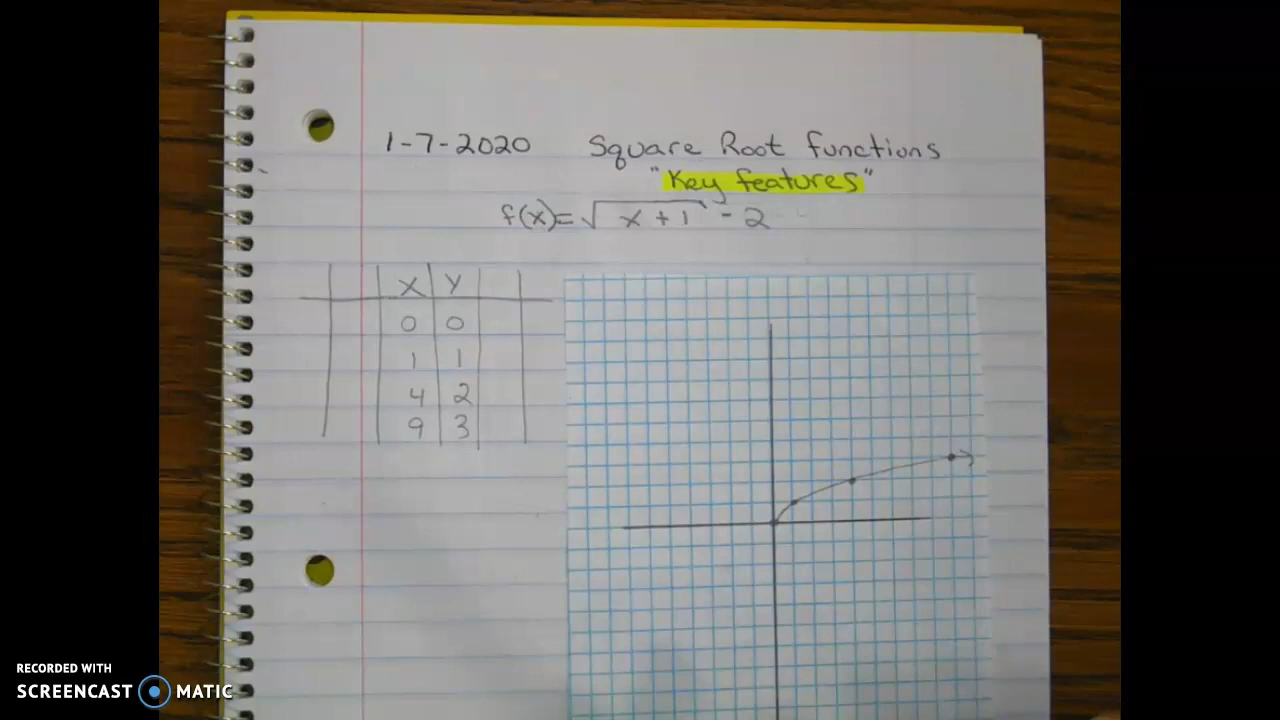 1-7-2020 Square Root functions
"Key features"
f(x)=√x+1 - 2
X Y
0 0
1 1
4 2
9 3
RECORDED WITH
SCREENCAST MATIC